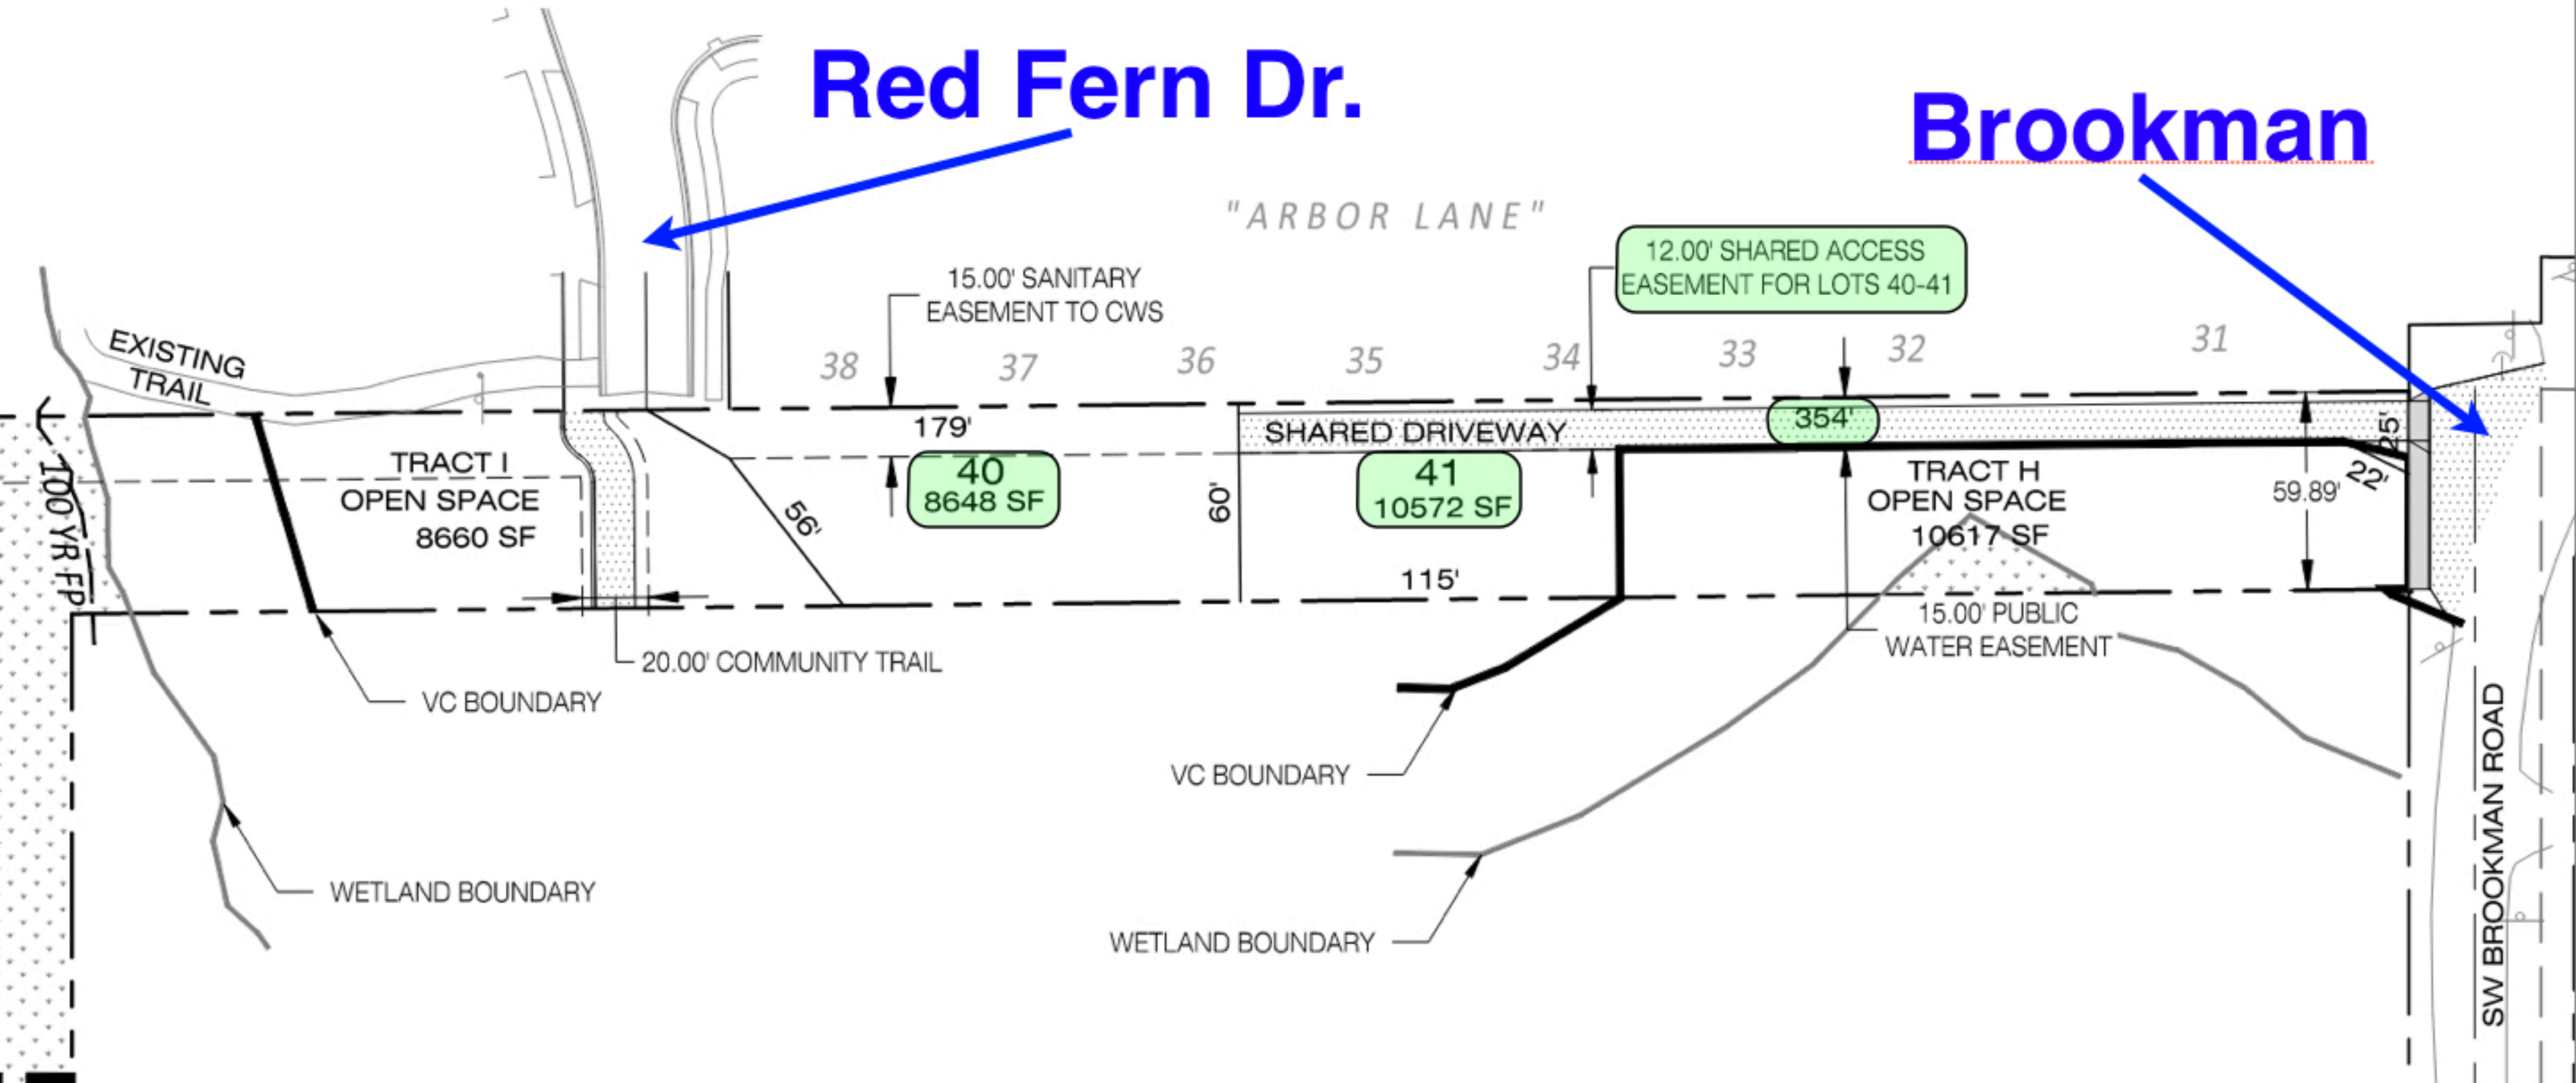 Red Fern Dr.
Brookman
"ARBOR LANE"
12.00' SHARED ACCESS
EASEMENT FOR LOTS 40-41
15.00' SANITARY
EASEMENT TO CWS
EXISTING
TRAIL
38
37
36
35
34
33
32
31
179'
SHARED DRIVEWAY
354'
25'
22'
100 YR FP
TRACT I
OPEN SPACE
8660 SF
56'
40
8648 SF
60'
41
10572 SF
TRACT H
OPEN SPACE
10617 SF
59.89'
115'
15.00' PUBLIC
WATER EASEMENT
20.00' COMMUNITY TRAIL
VC BOUNDARY
VC BOUNDARY
WETLAND BOUNDARY
WETLAND BOUNDARY
SW BROOKMAN ROAD